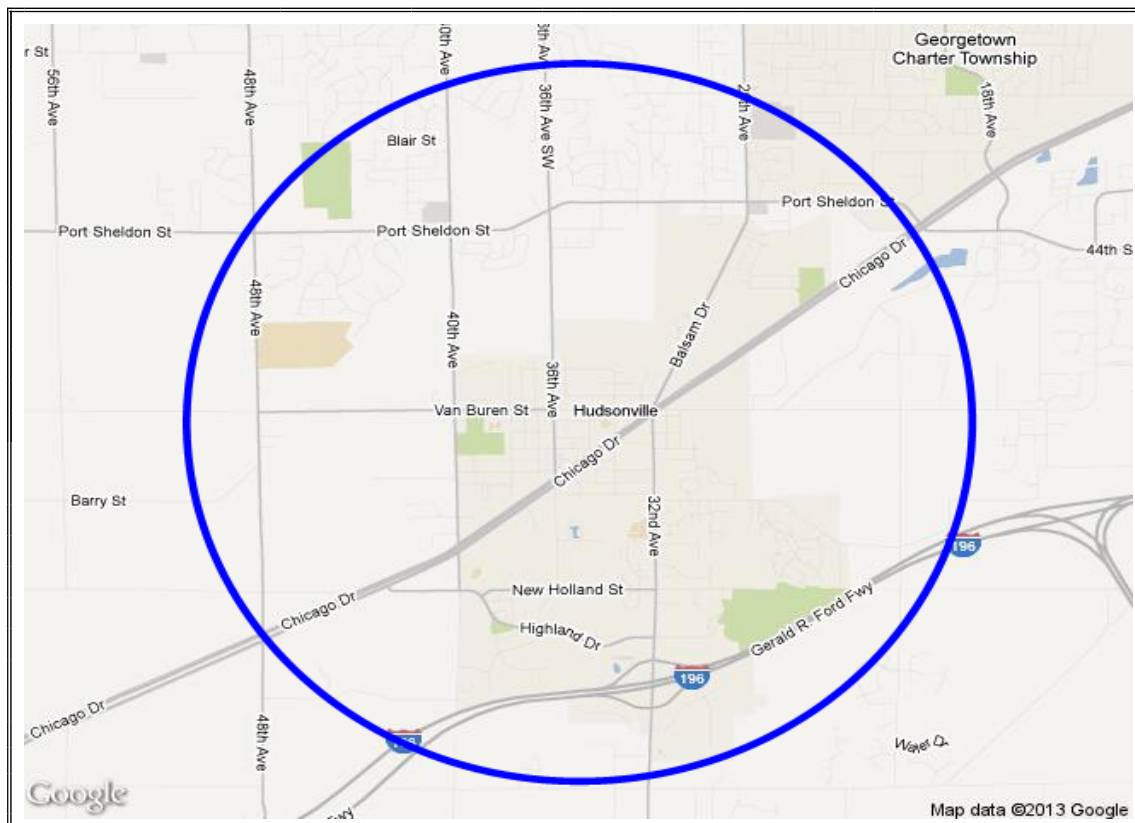 Georgetown
Charter Township
r St
56th Ave
48th Ave
40th Ave
36th Ave SW
18th Ave
Blair St
Port Sheldon St
Port Sheldon St
Port Sheldon St
44th S
Chicago Dr
48th Ave
40th Ave
36th Ave
Balsam Dr
Van Buren St
Hudsonville
Chicago Dr
Barry St
32nd Ave
196
New Holland St
Chicago Dr
Highland Dr
Gerald R. Ford Fwy
196
Chicago Dr
48th Ave
Google
Map data ©2013 Google